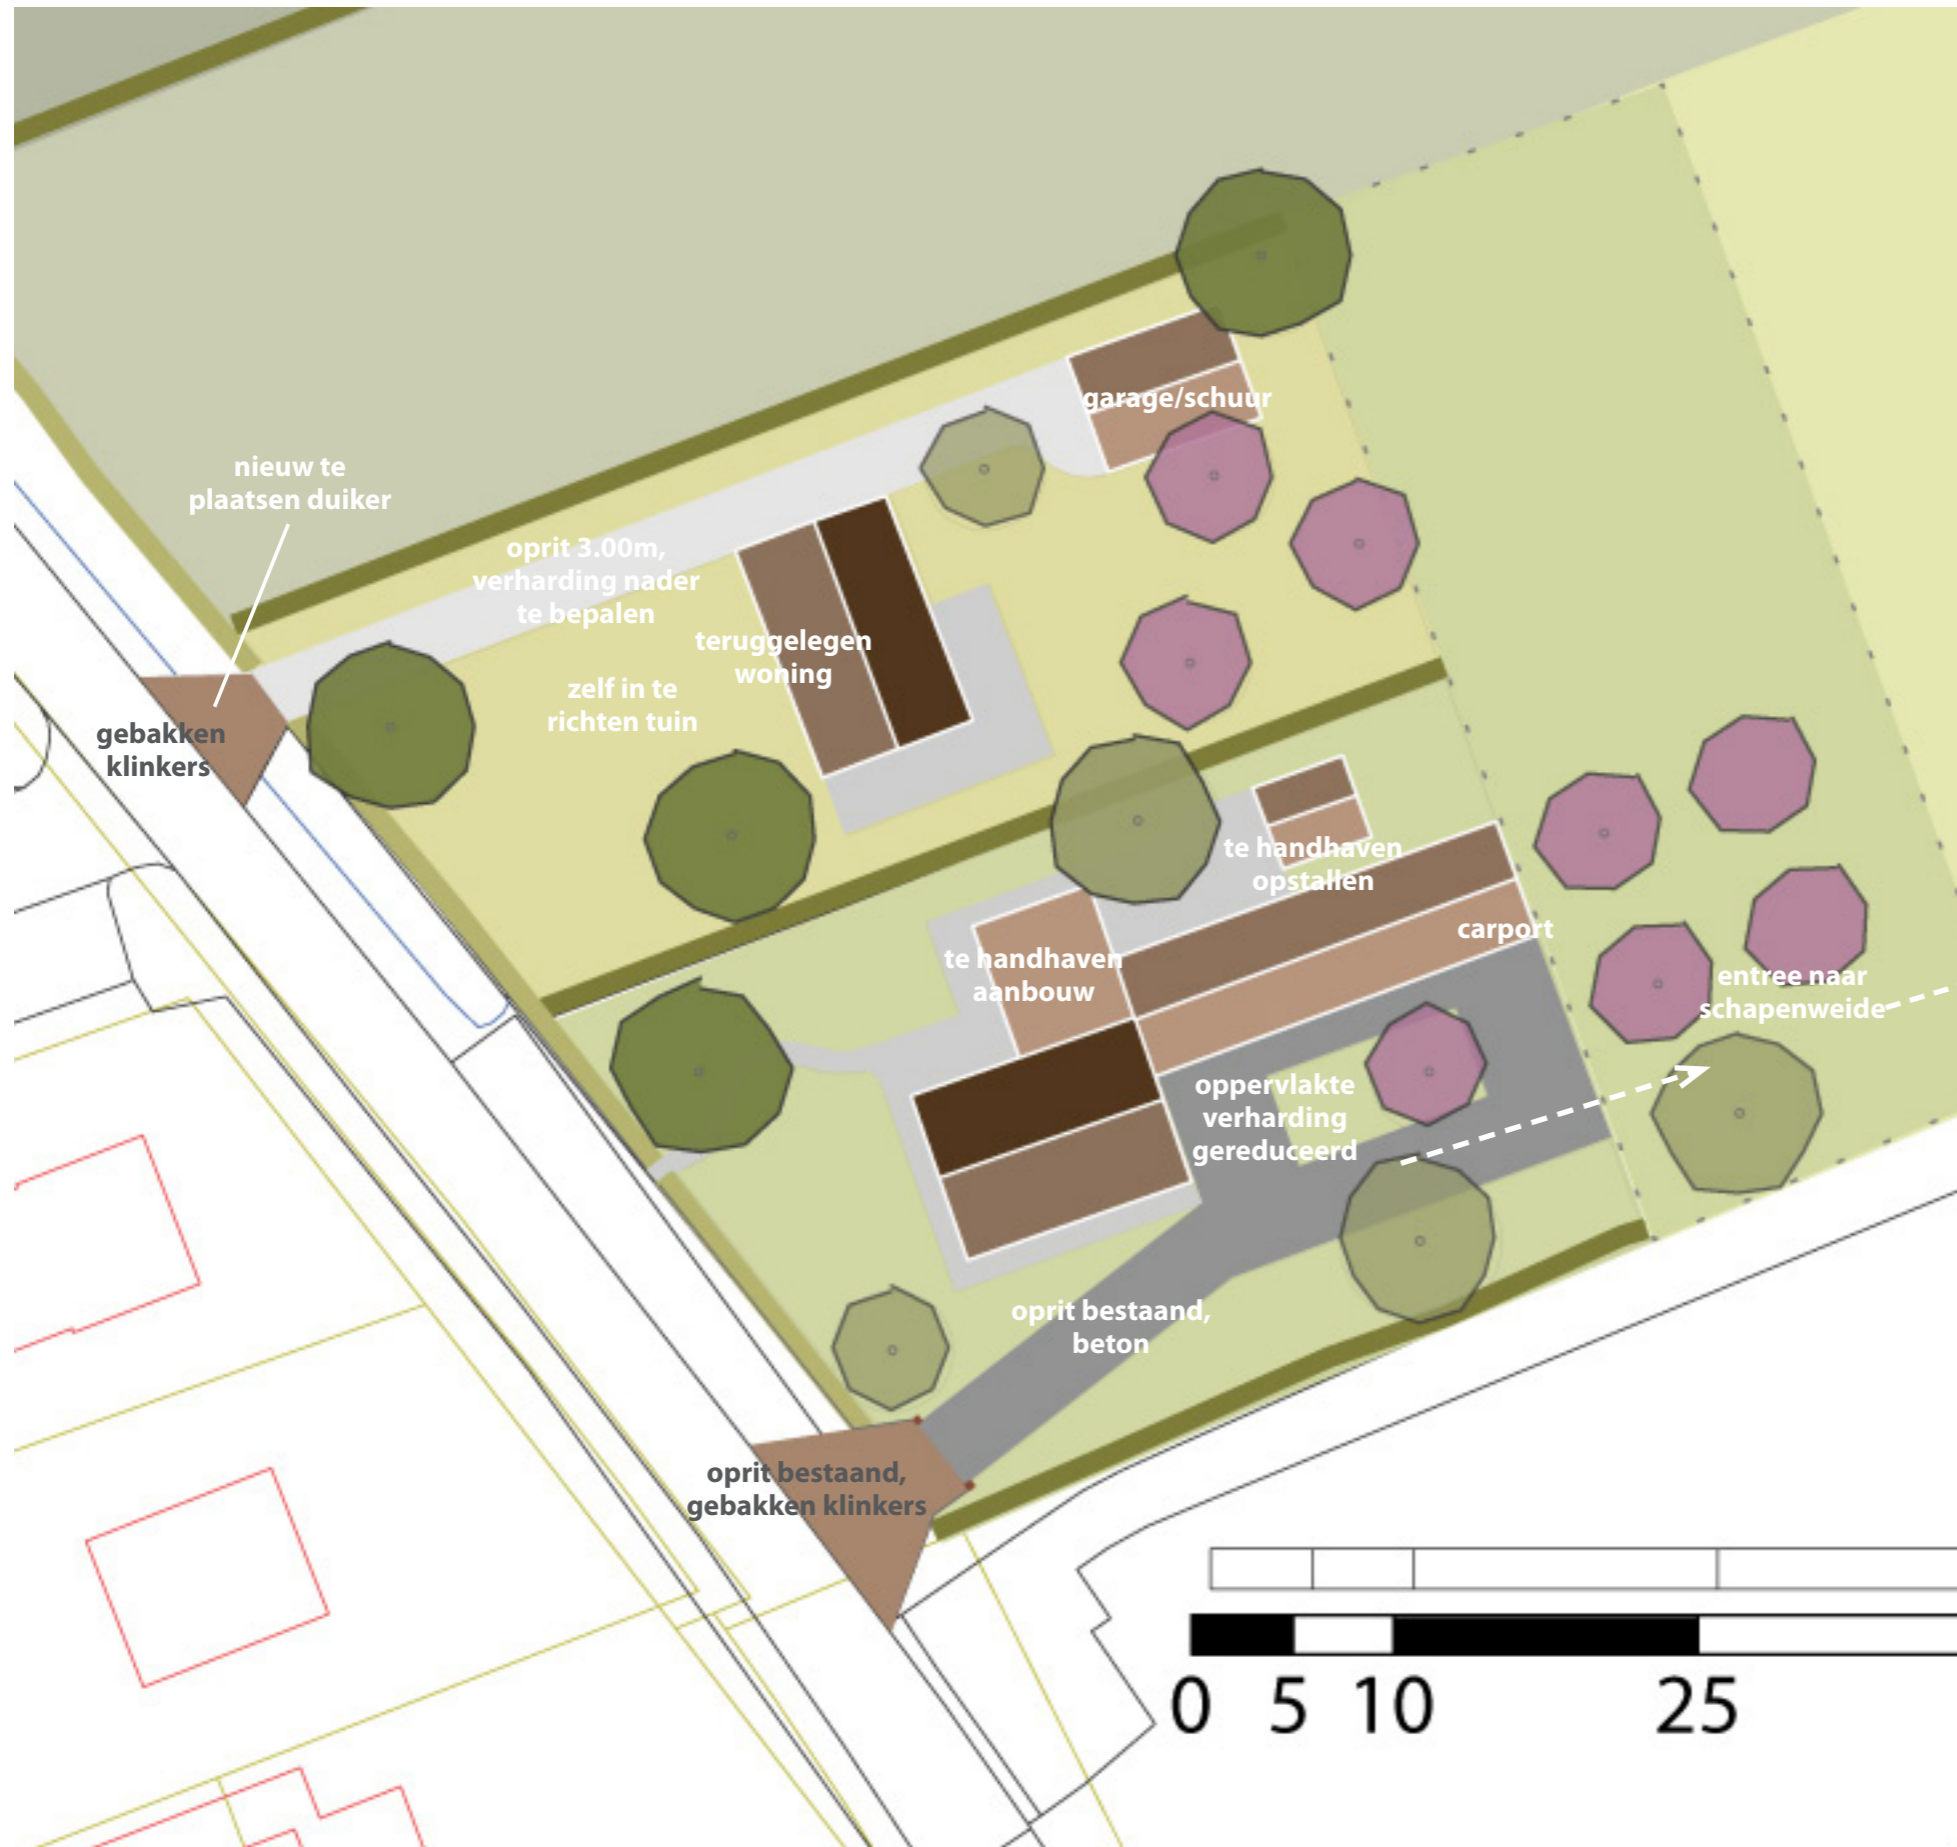 garage/schuur
nieuw te
plaatsen duiker
oprit 3.00m,
verharding nader
te bepalen
teruggelegen
woning
zelf in te
richten tuin
gebakken
klinkers
te handhaven
opstallen
carport
te handhaven
aanbouw
entree naar
schapenweide
oppervlakte
verharding
gereduceerd
oprit bestaand,
beton
oprit bestaand,
gebakken klinkers
0 5 10 25